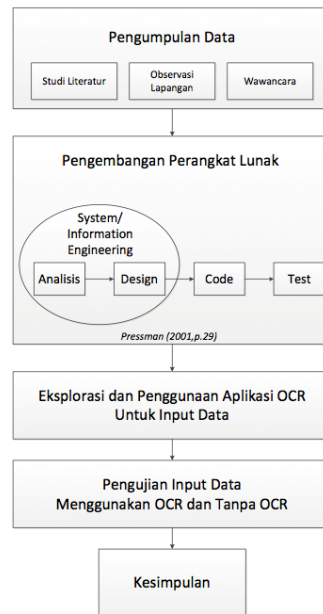 Pengumpulan Data
Studi Literatur
Observasi
Lapangan
Wawancara
Pengembangan Perangkat Lunak
System/
Information
Engineering
Analisis
Design
Code
Test
Pressman (2001,p.29)
Eksplorasi dan Penggunaan Aplikasi OCR
Untuk Input Data
Pengujian Input Data
Menggunakan OCR dan Tanpa OCR
Kesimpulan